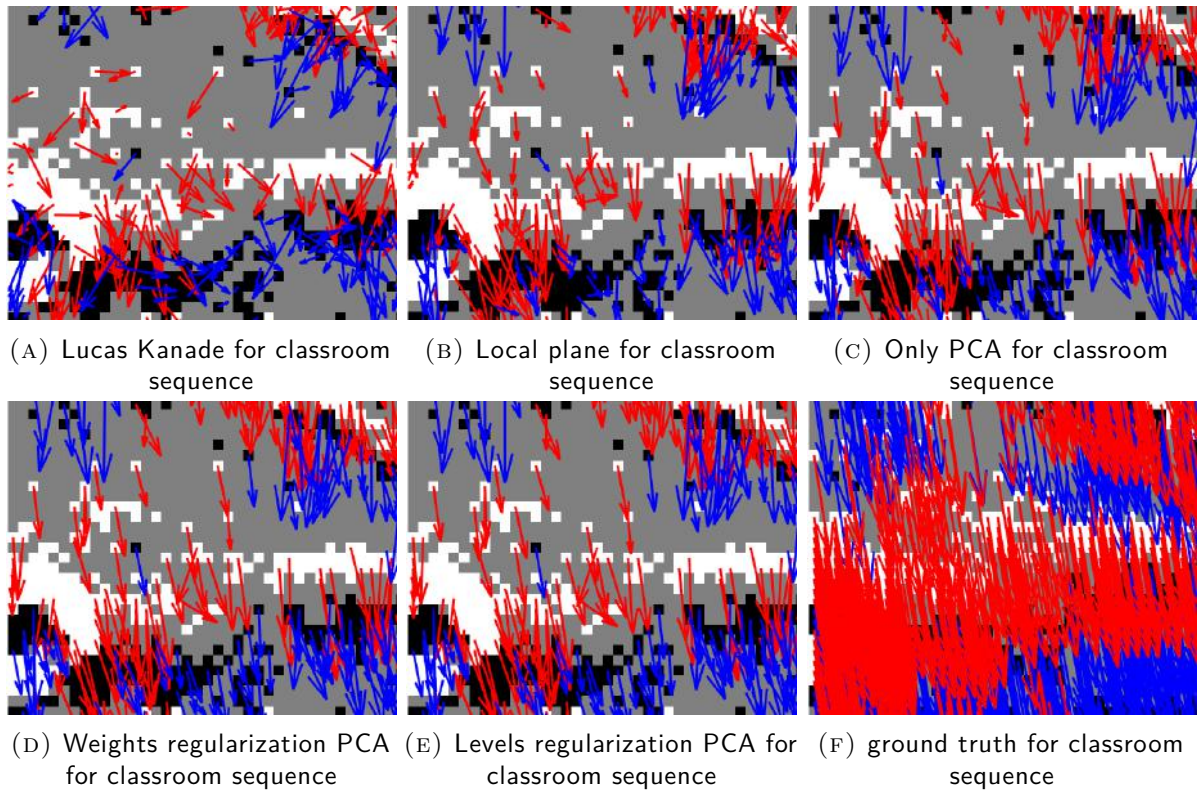 (A) Lucas Kanade for classroom
sequence
(B) Local plane for classroom
sequence
(C) Only PCA for classroom
sequence
(D) Weights regularization PCA
for classroom sequence
(E) Levels regularization PCA for
classroom sequence
(F) ground truth for classroom
sequence